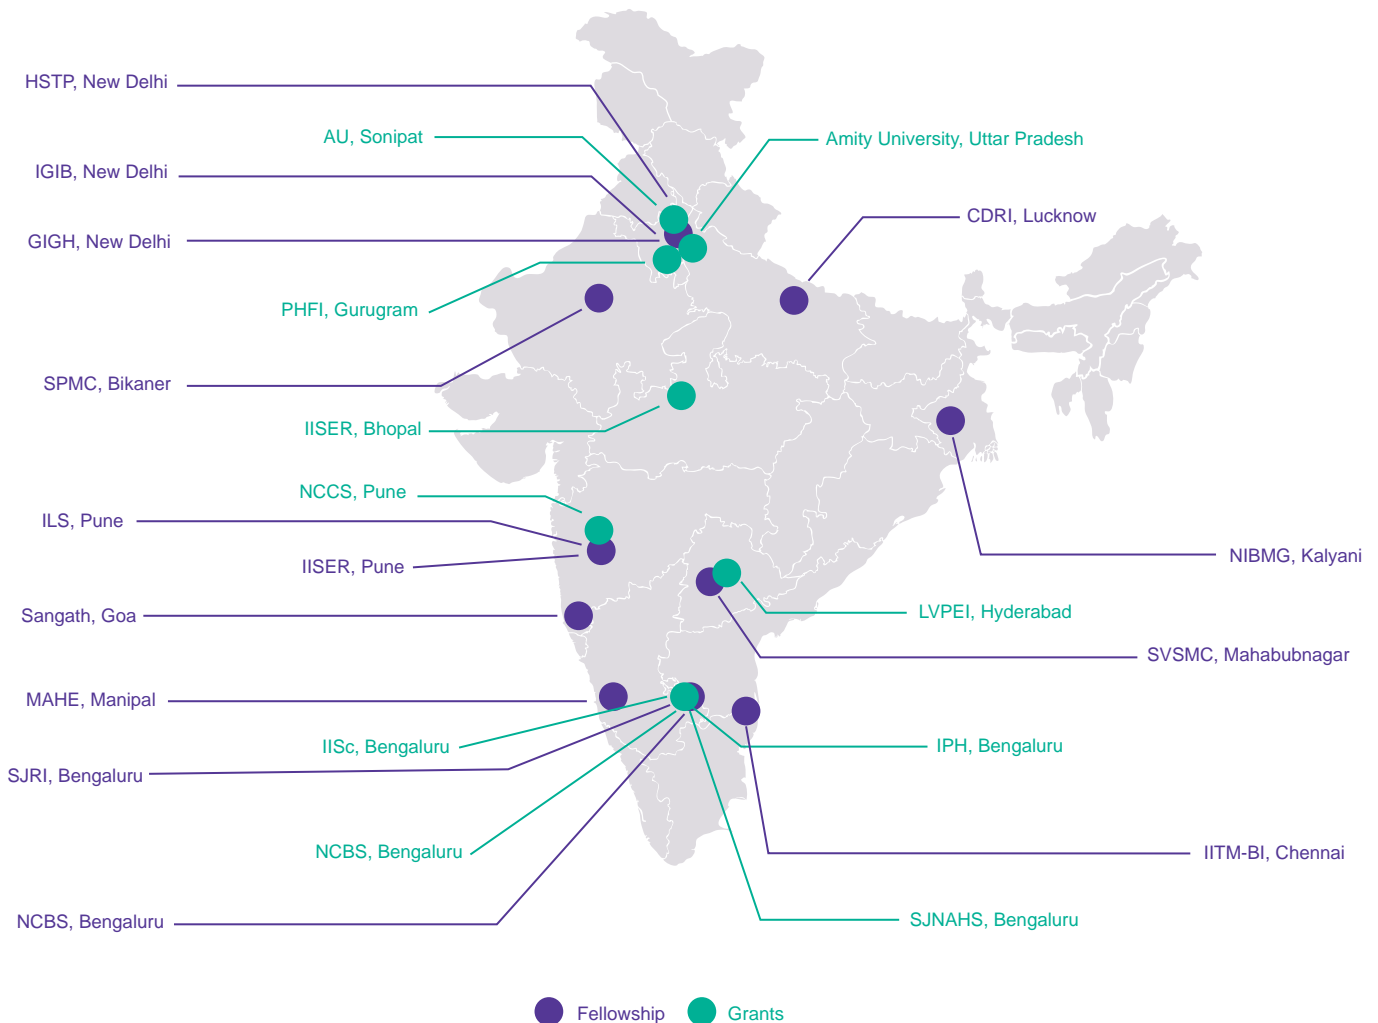 HSTP, New Delhi
AU, Sonipat
Amity University, Uttar Pradesh
IGIB, New Delhi
CDRI, Lucknow
GIGH, New Delhi
PHFI, Gurugram
SPMC, Bikaner
IISER, Bhopal
NCCS, Pune
ILS, Pune
NIBMG, Kalyani
IISER, Pune
LVPEI, Hyderabad
Sangath, Goa
SVSMC, Mahabubnagar
MAHE, Manipal
IISc, Bengaluru
IPH, Bengaluru
SJRI, Bengaluru
NCBS, Bengaluru
IITM-BI, Chennai
NCBS, Bengaluru
SJNAHS, Bengaluru
Fellowship
Grants